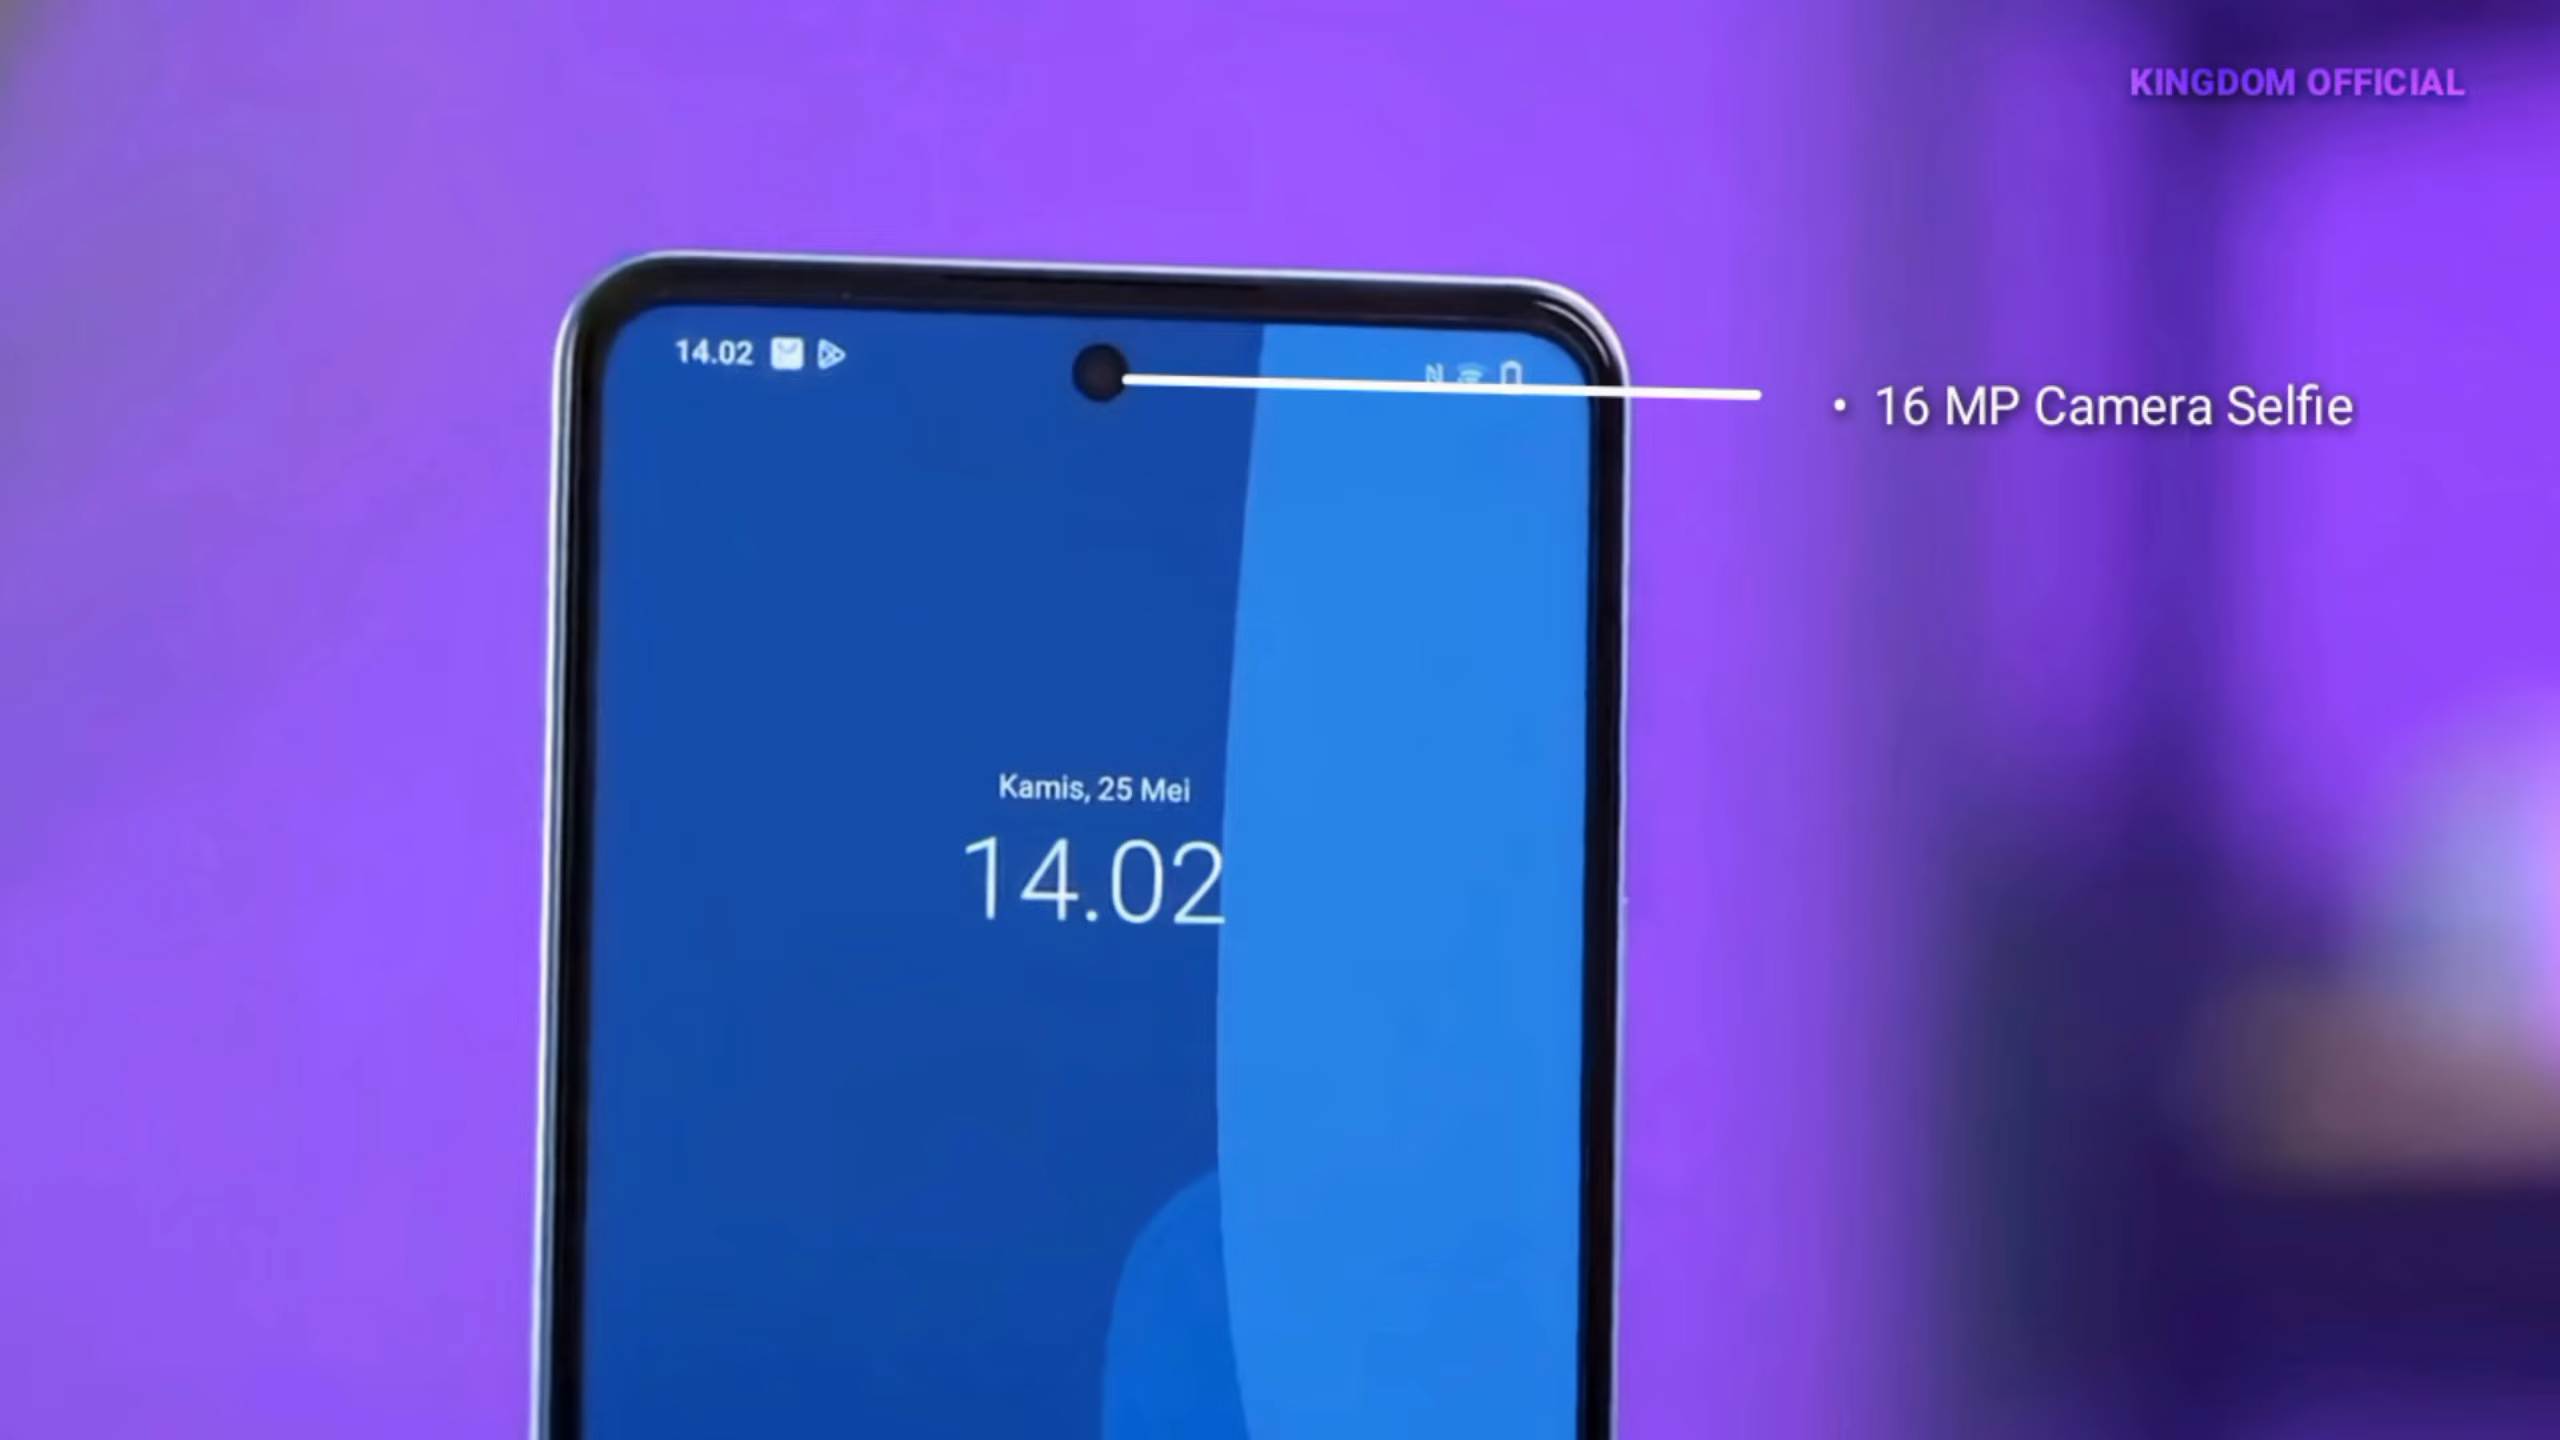 KINGDOM OFFICIAL
14.02
• 16 MP Camera Selfie
Kamis, 25 Mei
14.02